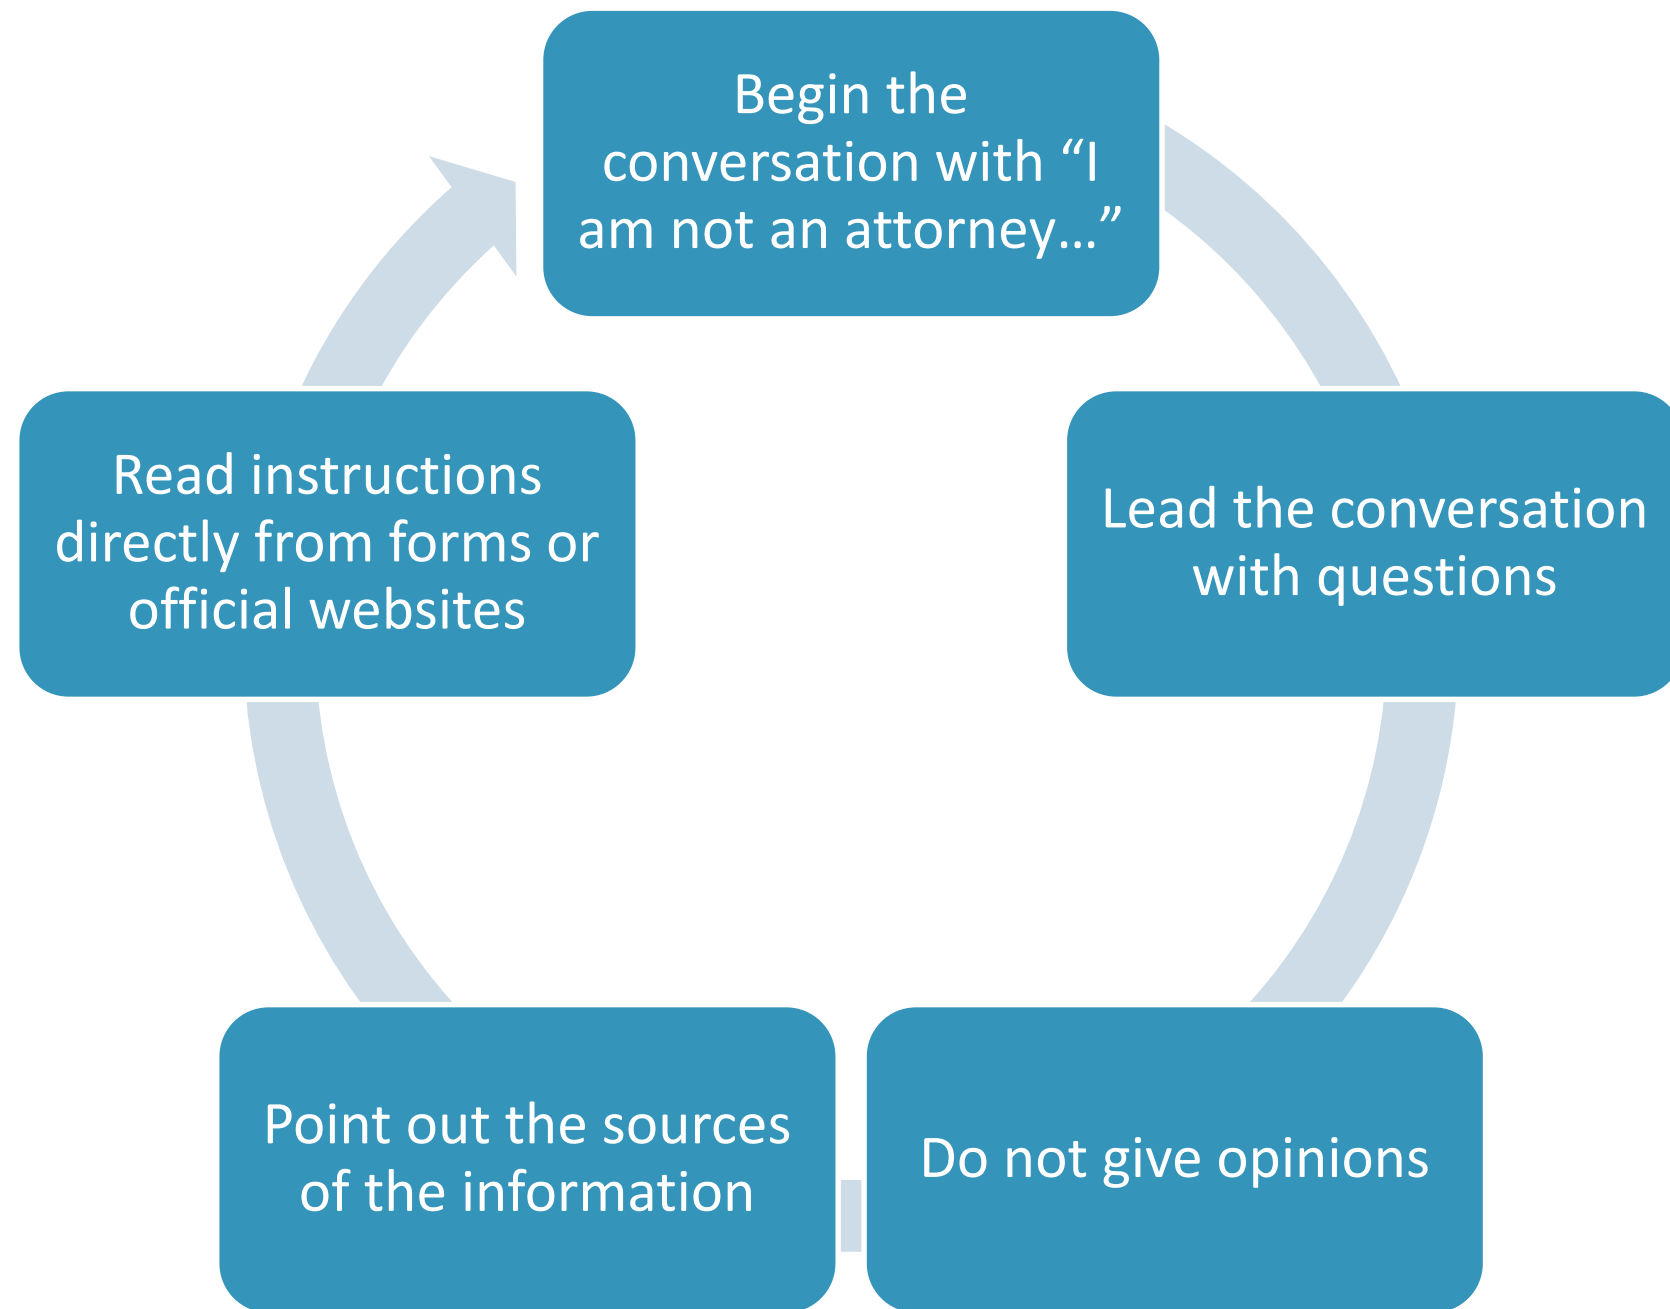 Begin the
conversation with “I
am not an attorney…”
Lead the conversation
with questions
Do not give opinions
Point out the sources
of the information
Read instructions
directly from forms or
official websites